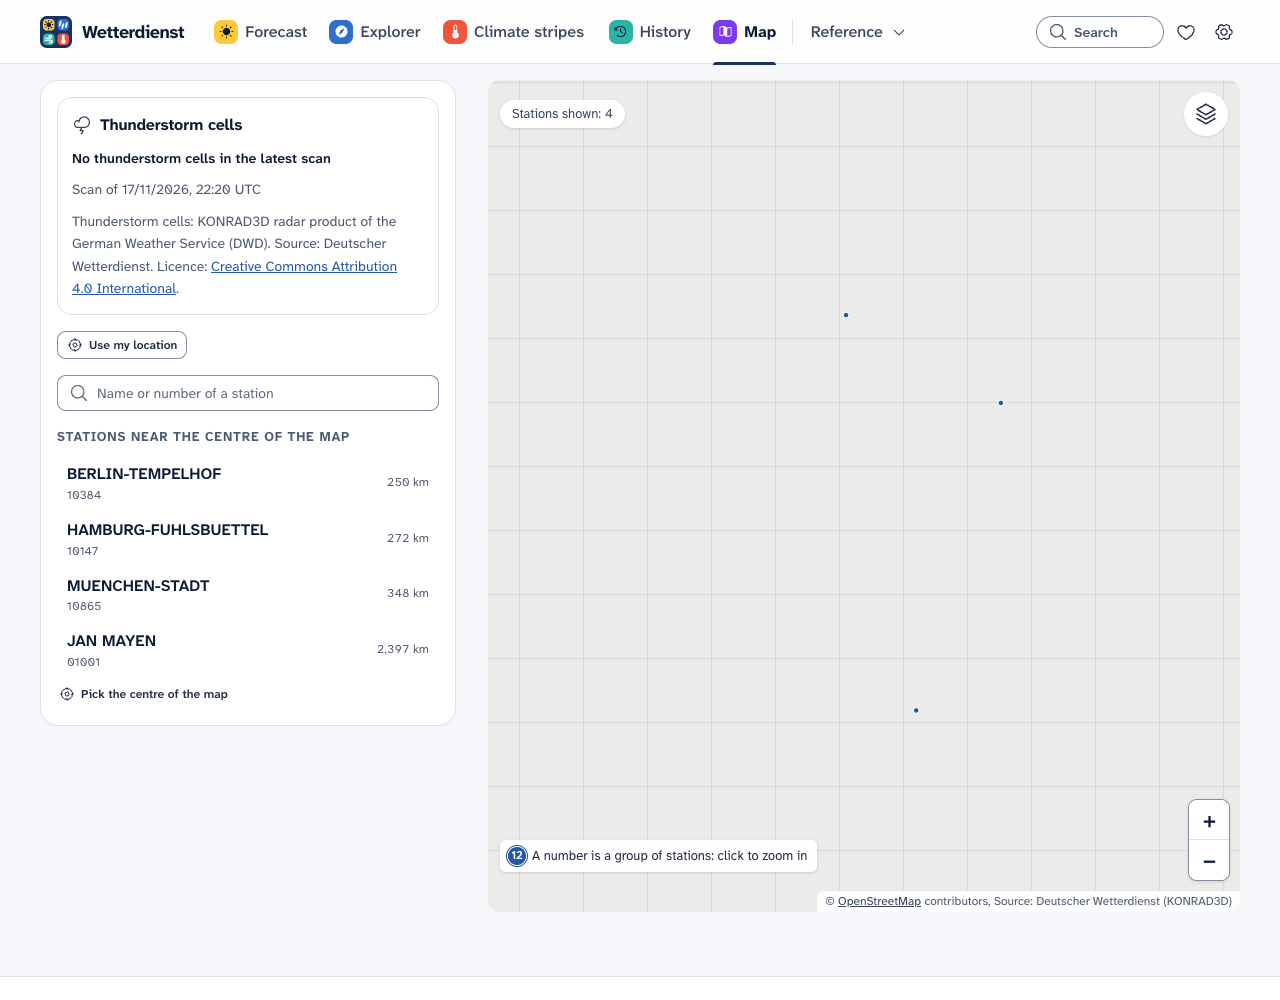 Wetterdienst
Forecast
Explorer
Climate stripes
History
Map
Reference
Search
Thunderstorm cells
No thunderstorm cells in the latest scan
Scan of 17/11/2026, 22:20 UTC
Thunderstorm cells: KONRAD3D radar product of the
German Weather Service (DWD). Source: Deutscher
Wetterdienst. Licence: Creative Commons Attribution
4.0 International.
Use my location
Name or number of a station
STATIONS NEAR THE CENTRE OF THE MAP
BERLIN-TEMPELHOF
10384
250 km
HAMBURG-FUHLSBUETTEL
10147
272 km
MUENCHEN-STADT
10865
348 km
JAN MAYEN
01001
2,397 km
Pick the centre of the map
Stations shown: 4
12 A number is a group of stations: click to zoom in
+
−
© OpenStreetMap contributors, Source: Deutscher Wetterdienst (KONRAD3D)